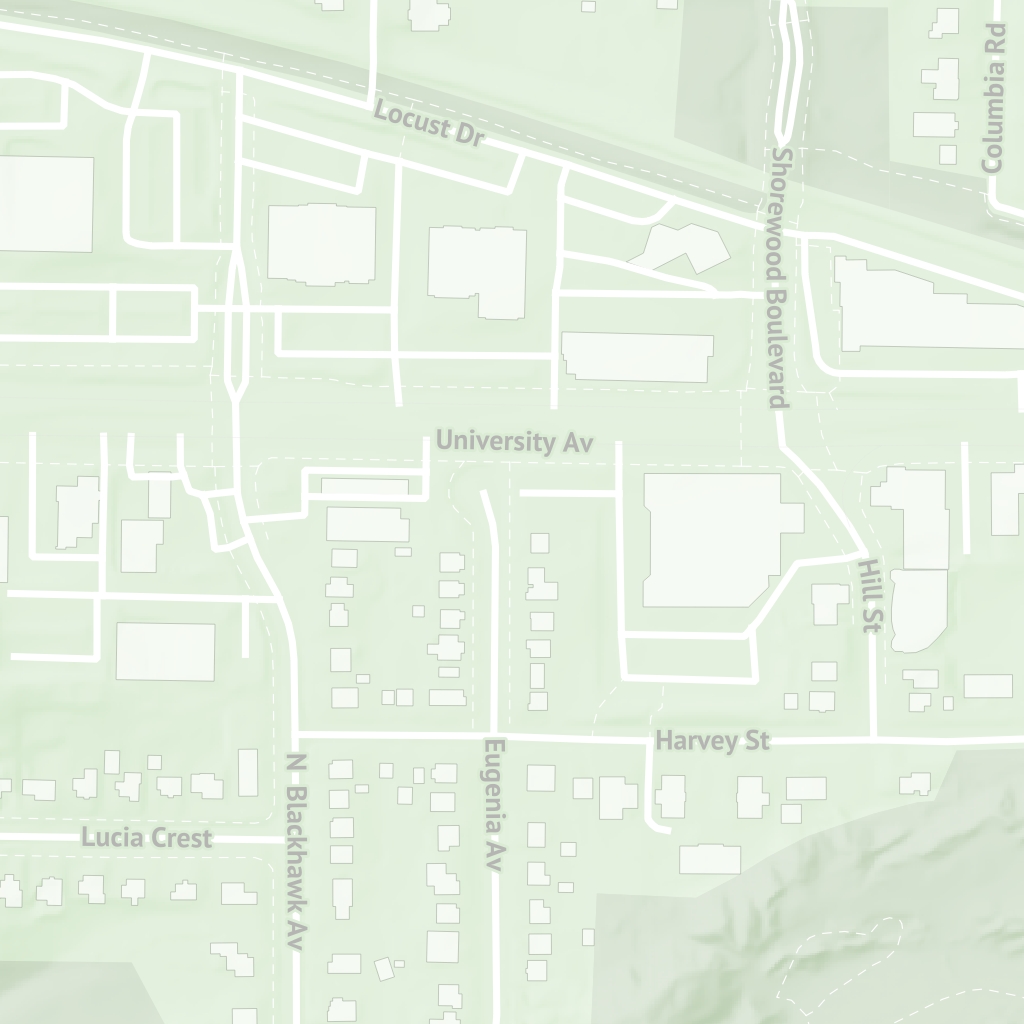 Locust Dr
Columbia Rd
Shorewood Boulevard
University Av
Hill St
Harvey St
N Blackhawk Av
Eugenia Av
Lucia Crest